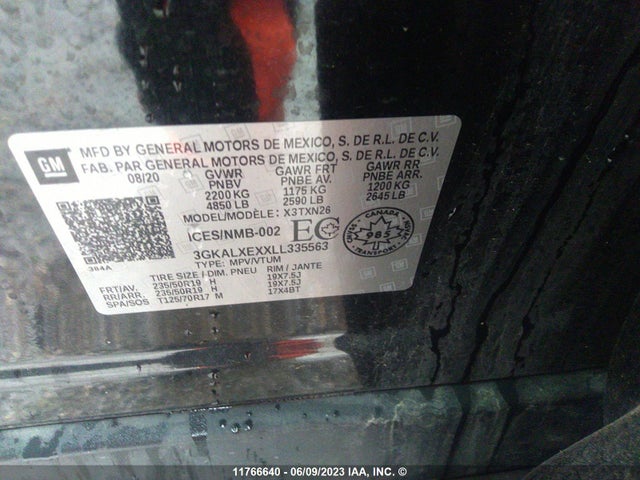 GM
MFD BY GENERAL MOTORS DE MEXICO, S. DE R.L. DE C.V.
FAB. PAR GENERAL MOTORS DE MEXICO, S. DE R.L. DE C.V.
08/20 GVWR GAWR FRT GAWR RR
PNBV PNBE AV. PNBE ARR.
2200 KG 1175 KG 1200 KG
4850 LB 2590 LB 2645 LB
MODEL/MODÈLE: X3TXN26
ICES/NMB-002 EC
CANADA
985
3GKALXEXXLL335563
TYPE: MPV/VTUM
384A
TIRE SIZE / DIM. PNEU RIM / JANTE
FRT/AV. 235/50R19 H 19X7.5J
RR/ARR. 235/50R19 H 19X7.5J
SPA/SOS T125/70R17 M 17X4BT
11766640 - 06/09/2023 IAA, INC. ©